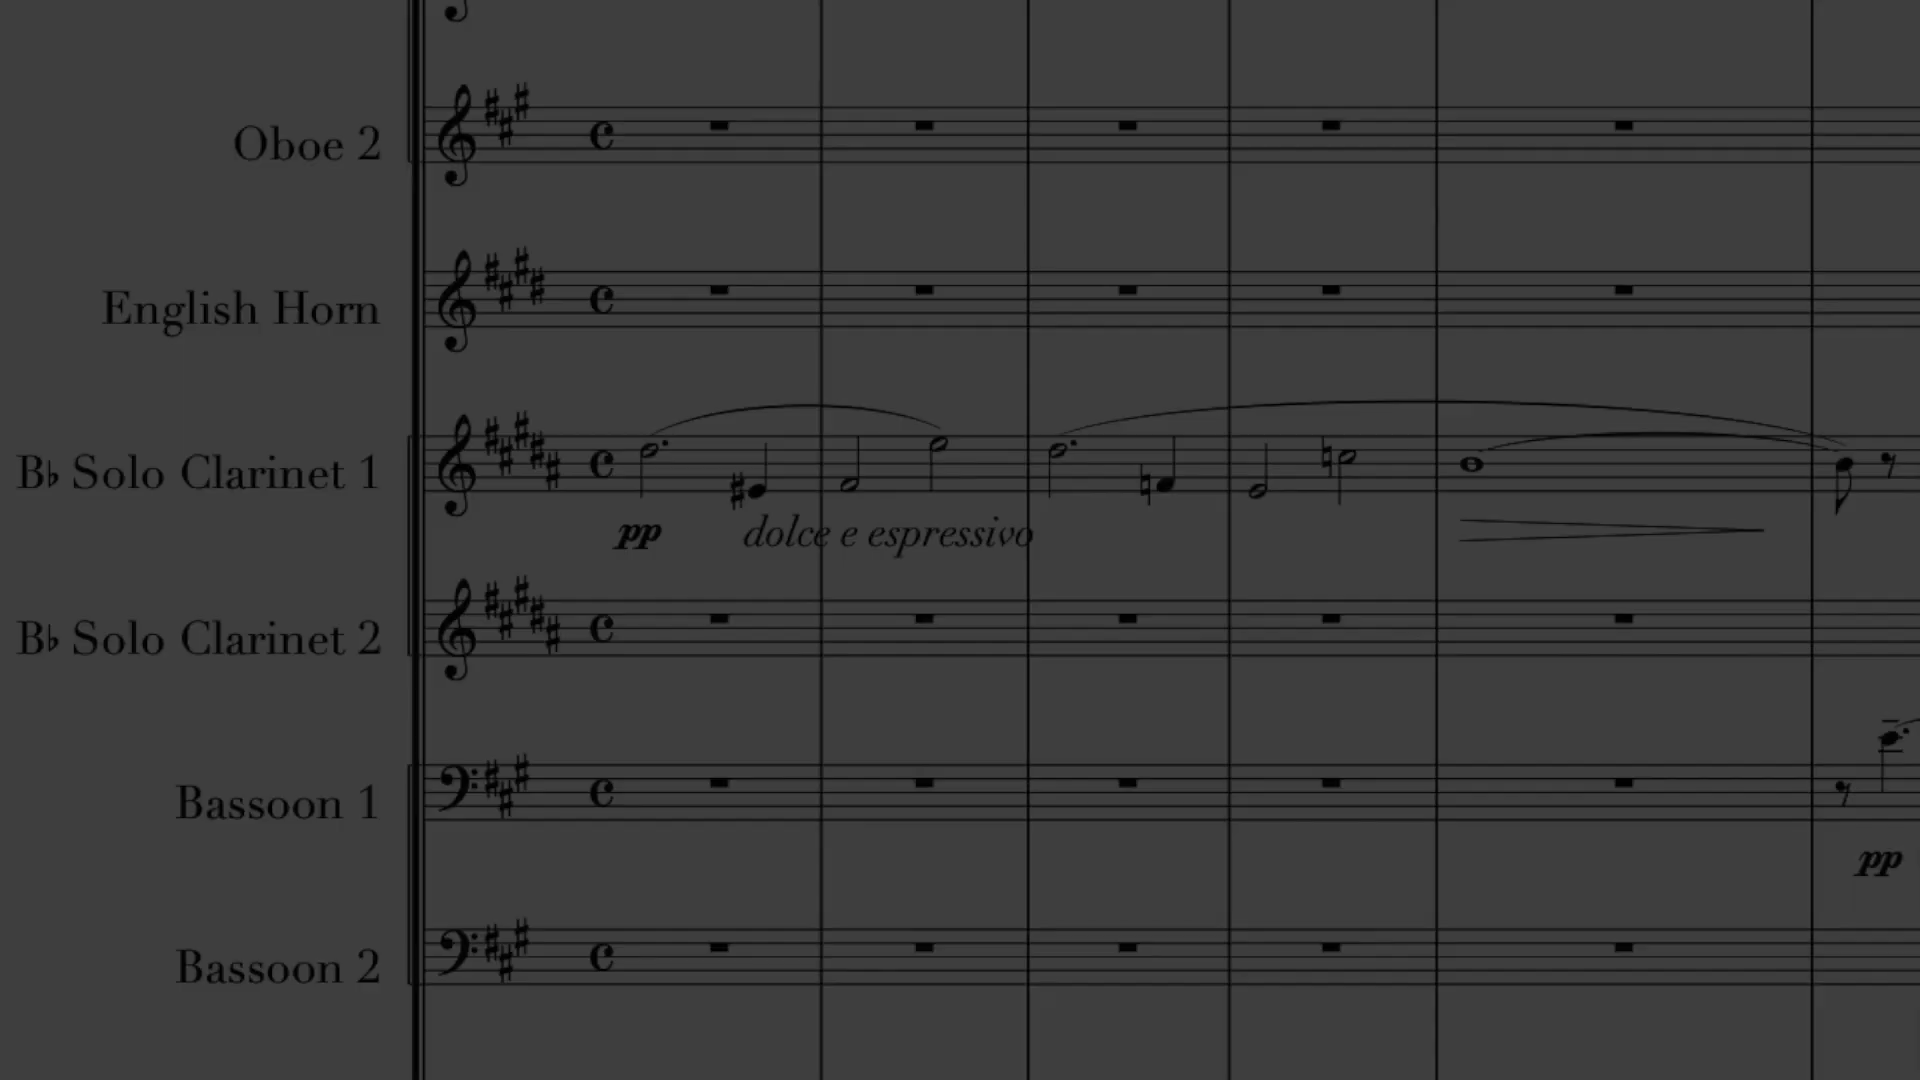 Oboe 2
English Horn
B♭ Solo Clarinet 1
pp dolce e espressivo
B♭ Solo Clarinet 2
Bassoon 1
pp
Bassoon 2